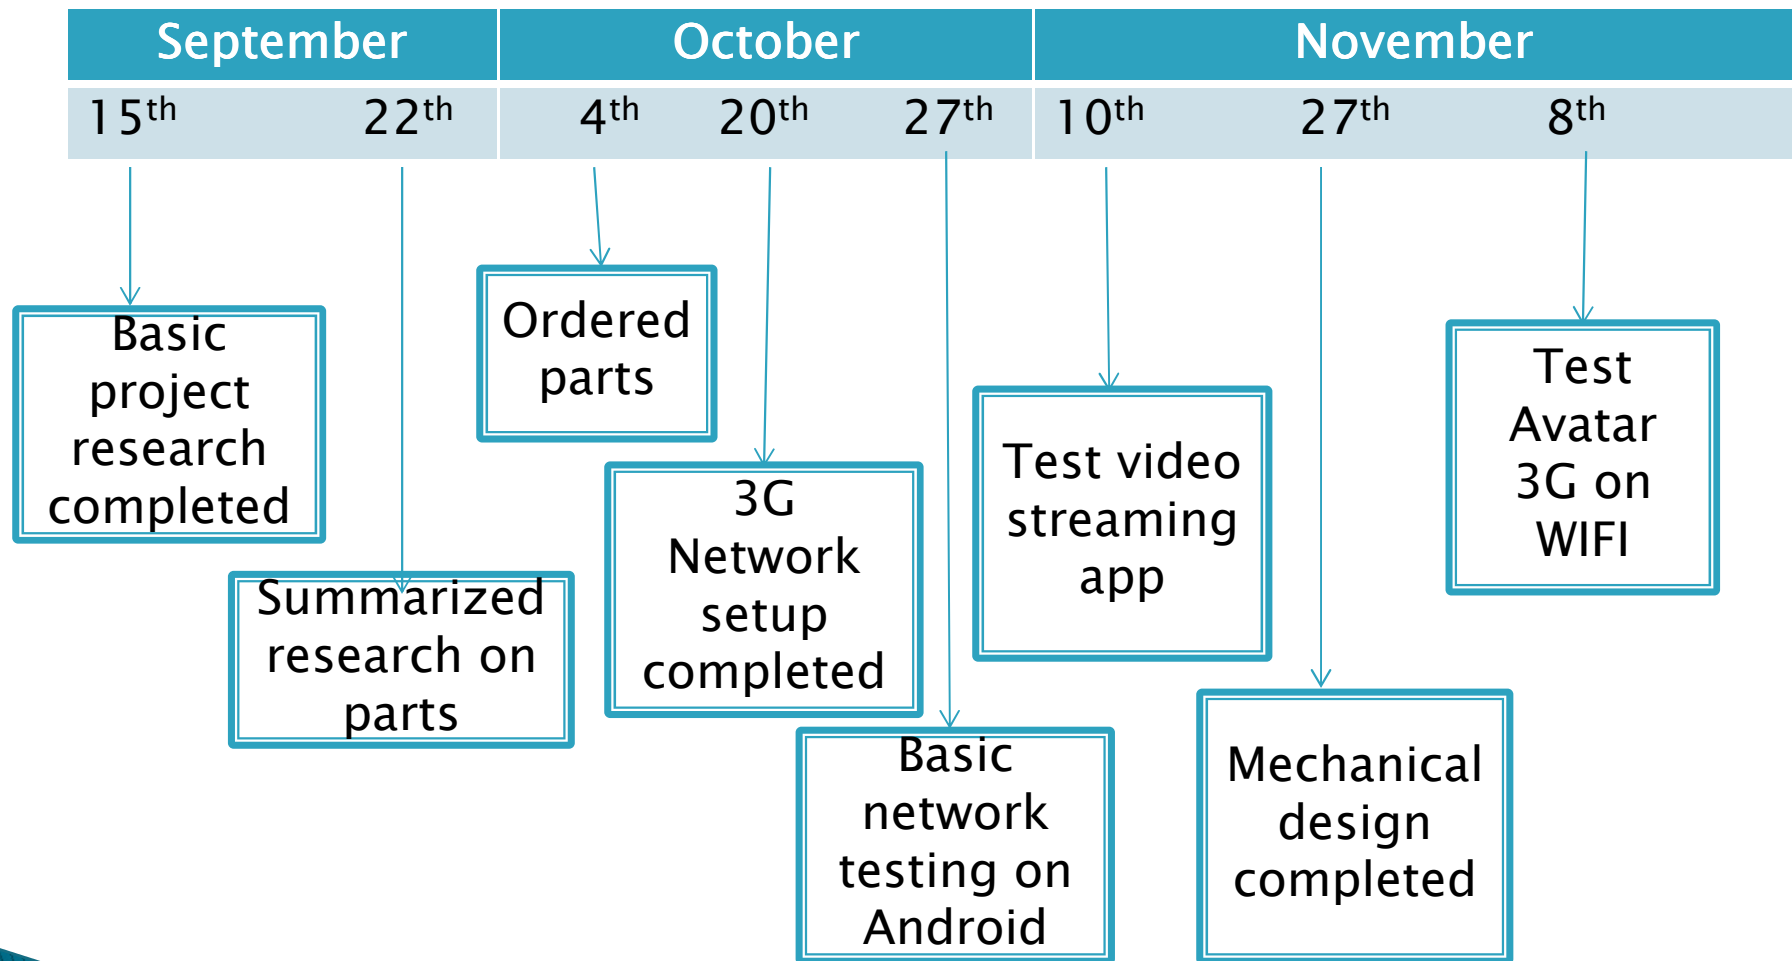 September October November
15th 22th 4th 20th 27th 10th 27th 8th
Basic
project
research
completed
Summarized
research on
parts
Ordered
parts
3G
Network
setup
completed
Basic
network
testing on
Android
Test video
streaming
app
Mechanical
design
completed
Test
Avatar
3G on
WIFI